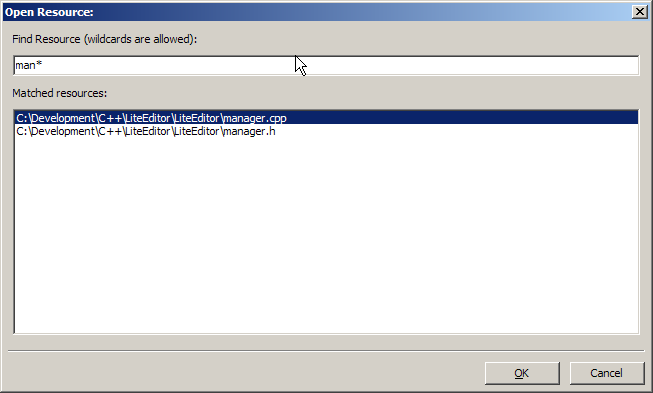 Open Resource:
Find Resource (wildcards are allowed):
man*
Matched resources:
C:\Development\C++\LiteEditor\LiteEditor\manager.cpp
C:\Development\C++\LiteEditor\LiteEditor\manager.h
OK Cancel